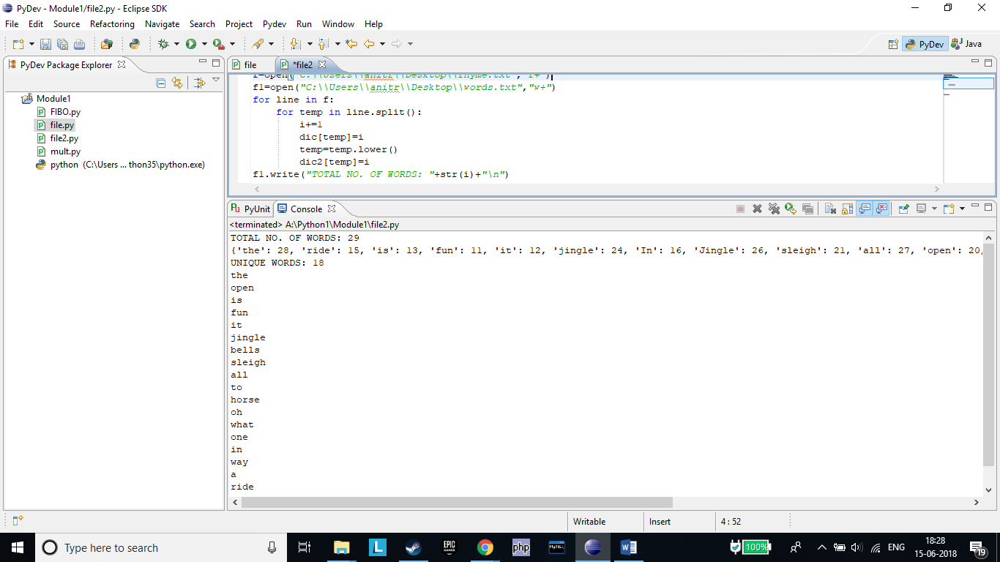 PyDev - Module1/file2.py - Eclipse SDK
File Edit Source Refactoring Navigate Search Project Pydev Run Window Help
PyDev Java
PyDev Package Explorer
Module1
FIBO.py
file.py
file2.py
mult.py
python (C:\Users ... thon35\python.exe)
file *file2
f=open("C:\\Users\\anitr\\Desktop\\rhyme.txt","r+")
f1=open("C:\\Users\\anitr\\Desktop\\words.txt","w+")
for line in f:
for temp in line.split():
i+=1
dic[temp]=i
temp=temp.lower()
dic2[temp]=i
f1.write("TOTAL NO. OF WORDS: "+str(i)+"\n")
PyUnit Console
<terminated> A:\Python1\Module1\file2.py
TOTAL NO. OF WORDS: 29
{'the': 28, 'ride': 15, 'is': 13, 'fun': 11, 'it': 12, 'jingle': 24, 'In': 16, 'Jingle': 26, 'sleigh': 21, 'all': 27, 'open': 20,
UNIQUE WORDS: 18
the
open
is
fun
it
jingle
bells
sleigh
all
to
horse
oh
what
one
in
way
a
ride
Writable Insert 4 : 52
Type here to search
L
EPIC GAMES
php
MySQL
W
100%
ENG
18:28
15-06-2018
19